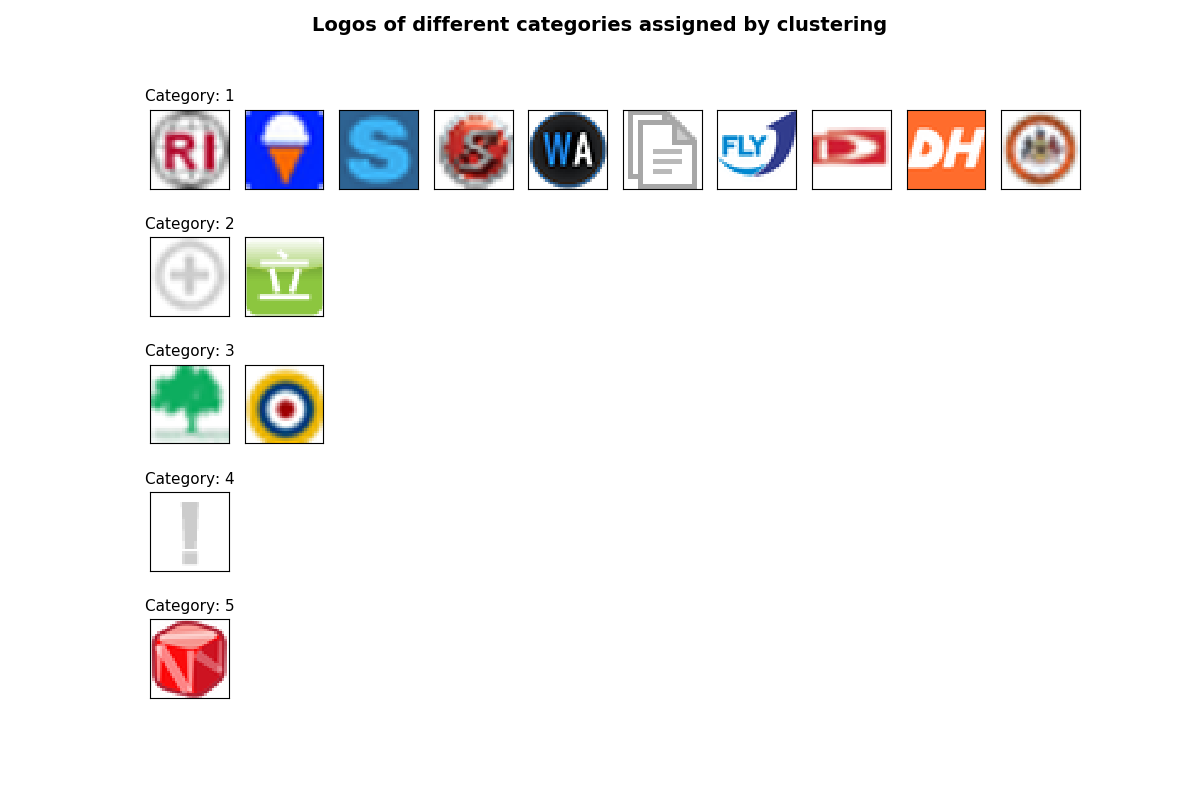 Logos of different categories assigned by clustering
Category: 1
RI
S
S
WA
FLY
D
DH
Category: 2
立
Category: 3
Category: 4
!
Category: 5
N N